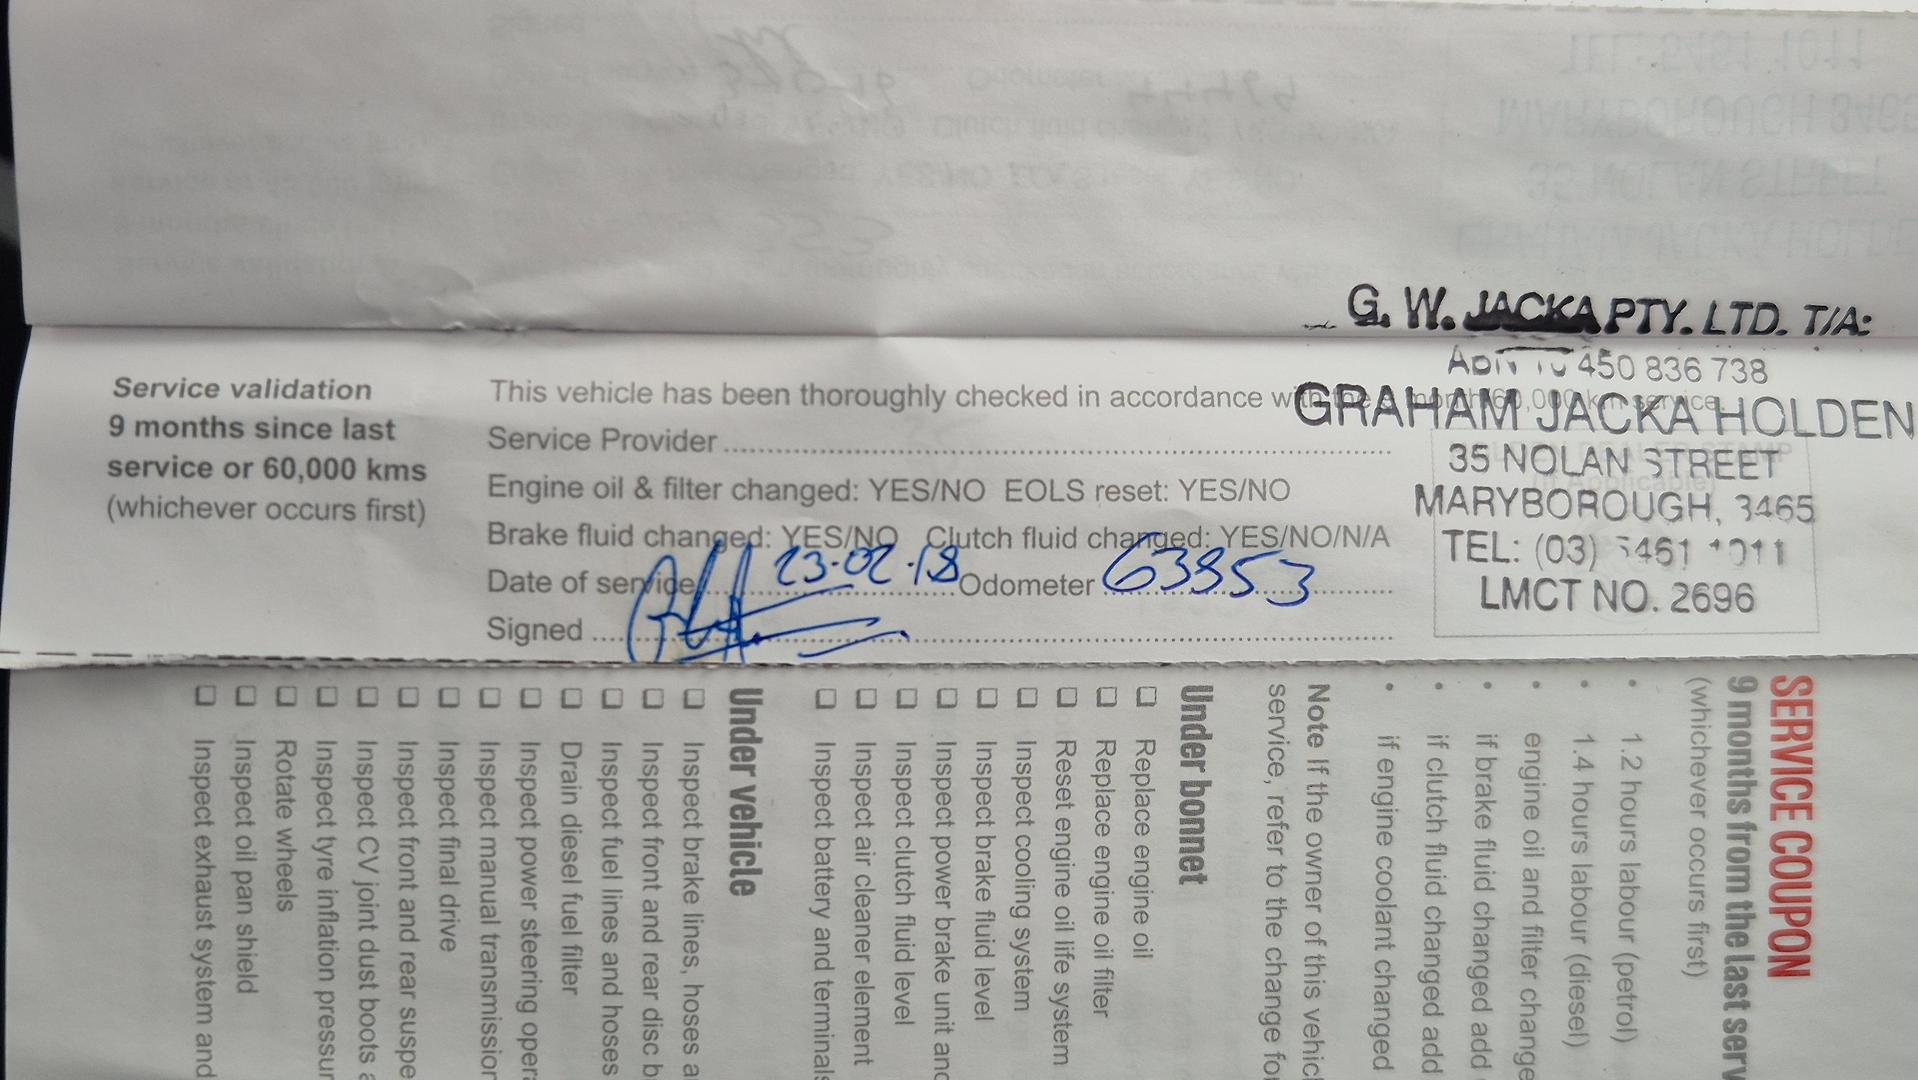 G. W. JACKA PTY. LTD. T/A:
450 836 738
GRAHAM JACKA HOLDEN
35 NOLAN STREET
MARYBOROUGH, 3465
TEL: (03) 5461 1011
LMCT NO. 2696
Service validation
9 months since last
service or 60,000 kms
(whichever occurs first)
This vehicle has been thoroughly checked in accordance with the
Service Provider
Engine oil & filter changed: YES/NO EOLS reset: YES/NO
Brake fluid changed: YES/NO Clutch fluid changed: YES/NO/N/A
Date of service 23-02-18 Odometer 63953
Signed
SERVICE COUPON
9 months from the last serv
(whichever occurs first)
• 1.2 hours labour (petrol)
• 1.4 hours labour (diesel)
• engine oil and filter change
• if brake fluid changed add
• if clutch fluid changed add
• if engine coolant changed
Note If the owner of this vehicl
service, refer to the change fo
Under bonnet
Replace engine oil
Replace engine oil filter
Reset engine oil life system
Inspect cooling system
Inspect brake fluid level
Inspect power brake unit and
Inspect clutch fluid level
Inspect air cleaner element
Inspect battery and terminals
Under vehicle
Inspect brake lines, hoses a
Inspect front and rear disc b
Inspect fuel lines and hoses
Drain diesel fuel filter
Inspect power steering opera
Inspect manual transmission
Inspect final drive
Inspect front and rear suspe
Inspect CV joint dust boots a
Inspect tyre inflation pressur
Rotate wheels
Inspect oil pan shield
Inspect exhaust system and